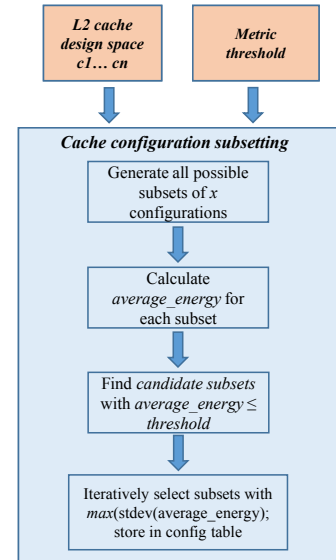 L2 cache
design space
c1… cn
Metric
threshold
Cache configuration subsetting
Generate all possible
subsets of x
configurations
Calculate
average_energy for
each subset
Find candidate subsets
with average_energy ≤
threshold
Iteratively select subsets with
max(stdev(average_energy);
store in config table